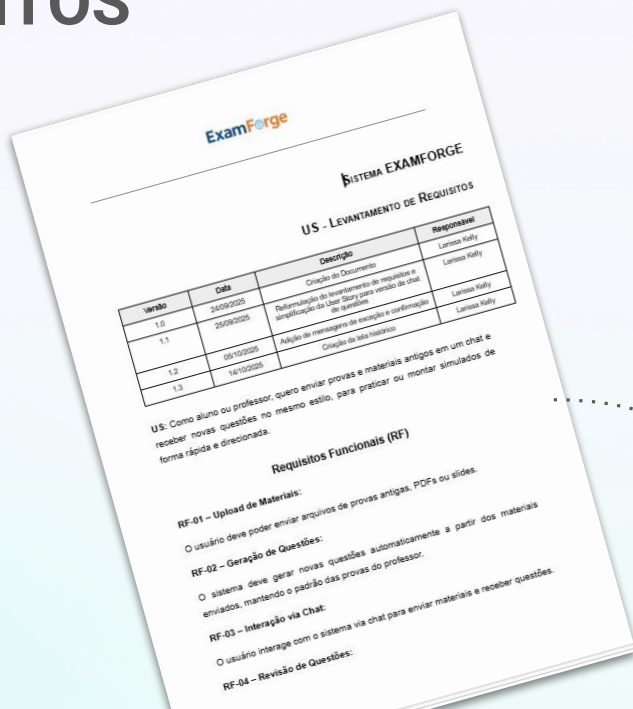 ITOS
ExamForge
SISTEMA EXAMFORGE
US - LEVANTAMENTO DE REQUISITOS
Versão Data Descrição Responsável
1.0 24/09/2025 Criação do Documento Larissa Kelly
1.1 25/09/2025 Reformulação do levantamento de requisitos e
simplificação da User Story para versão de chat
de questões Larissa Kelly
1.2 05/10/2025 Adição de mensagens de exceção e confirmação Larissa Kelly
1.3 14/10/2025 Criação da tela histórico Larissa Kelly
US: Como aluno ou professor, quero enviar provas e materiais antigos em um chat e
receber novas questões no mesmo estilo, para praticar ou montar simulados de
forma rápida e direcionada.
Requisitos Funcionais (RF)
RF-01 – Upload de Materiais:
O usuário deve poder enviar arquivos de provas antigas, PDFs ou slides.
RF-02 – Geração de Questões:
O sistema deve gerar novas questões automaticamente a partir dos materiais
enviados, mantendo o padrão das provas do professor.
RF-03 – Interação via Chat:
O usuário interage com o sistema via chat para enviar materiais e receber questões.
RF-04 – Revisão de Questões: